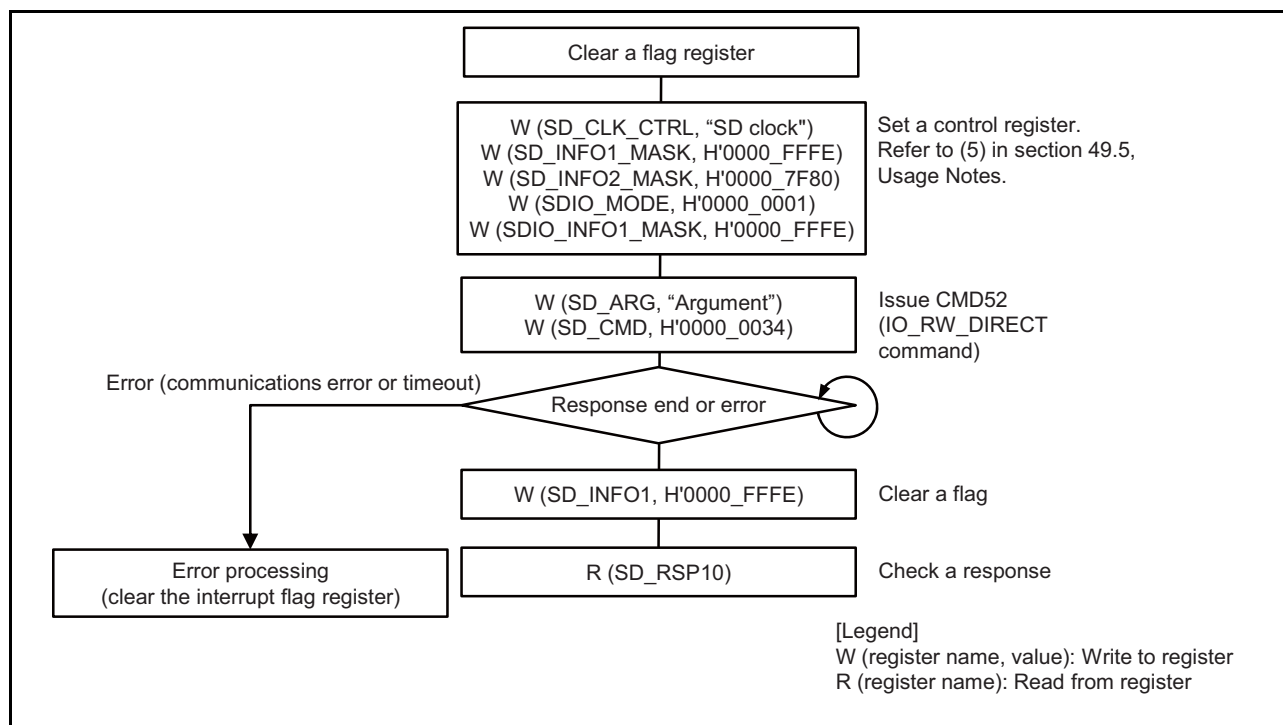 Clear a flag register
W (SD_CLK_CTRL, “SD clock")
W (SD_INFO1_MASK, H'0000_FFFE)
W (SD_INFO2_MASK, H'0000_7F80)
W (SDIO_MODE, H'0000_0001)
W (SDIO_INFO1_MASK, H'0000_FFFE)
Set a control register.
Refer to (5) in section 49.5,
Usage Notes.
W (SD_ARG, “Argument”)
W (SD_CMD, H'0000_0034)
Issue CMD52
(IO_RW_DIRECT
command)
Error (communications error or timeout)
Response end or error
W (SD_INFO1, H'0000_FFFE)
Clear a flag
Error processing
(clear the interrupt flag register)
R (SD_RSP10)
Check a response
[Legend]
W (register name, value): Write to register
R (register name): Read from register